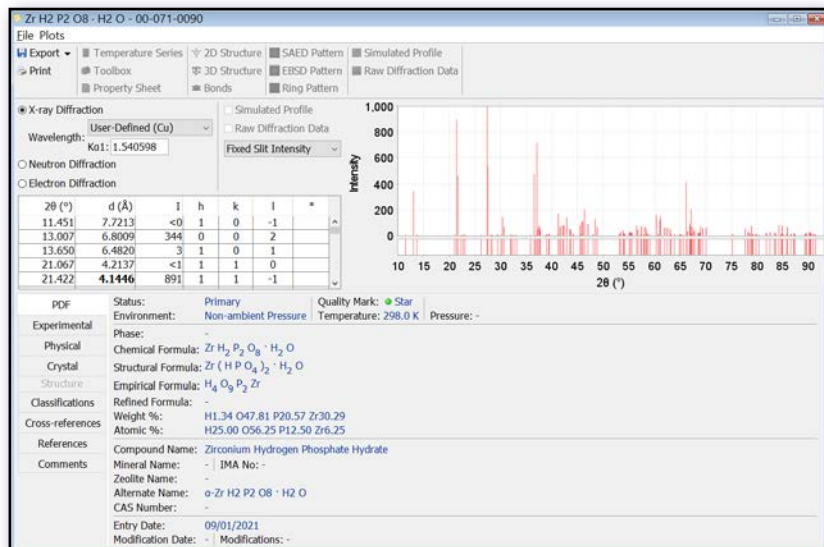 Zr H2 P2 O8 · H2 O - 00-071-0090
File Plots
Export Temperature Series 2D Structure SAED Pattern Simulated Profile
Print Toolbox 3D Structure EBSD Pattern Raw Diffraction Data
Property Sheet Bonds Ring Pattern
X-ray Diffraction
Wavelength: User-Defined (Cu)
Kα1: 1.540598
Neutron Diffraction
Electron Diffraction
Simulated Profile
Raw Diffraction Data
Fixed Slit Intensity
2θ (°) d (Å) I h k l *
11.451 7.7213 <0 1 0 -1
13.007 6.8009 344 0 0 2
13.650 6.4820 3 1 0 1
21.067 4.2137 <1 1 1 0
21.422 4.1446 891 1 1 -1
Intensity
1,000
800
600
400
200
0
10 15 20 25 30 35 40 45 50 55 60 65 70 75 80 85 90
2θ (°)
PDF
Experimental
Physical
Crystal
Structure
Classifications
Cross-references
References
Comments
Status: Primary Quality Mark: Star
Environment: Non-ambient Pressure Temperature: 298.0 K Pressure: -
Phase: -
Chemical Formula: Zr H2 P2 O8 · H2 O
Structural Formula: Zr ( H P O4 )2 · H2 O
Empirical Formula: H4 O9 P2 Zr
Refined Formula: -
Weight %: H1.34 O47.81 P20.57 Zr30.29
Atomic %: H25.00 O56.25 P12.50 Zr6.25
Compound Name: Zirconium Hydrogen Phosphate Hydrate
Mineral Name: - IMA No: -
Zeolite Name: -
Alternate Name: α-Zr H2 P2 O8 · H2 O
CAS Number: -
Entry Date: 09/01/2021
Modification Date: - Modifications: -